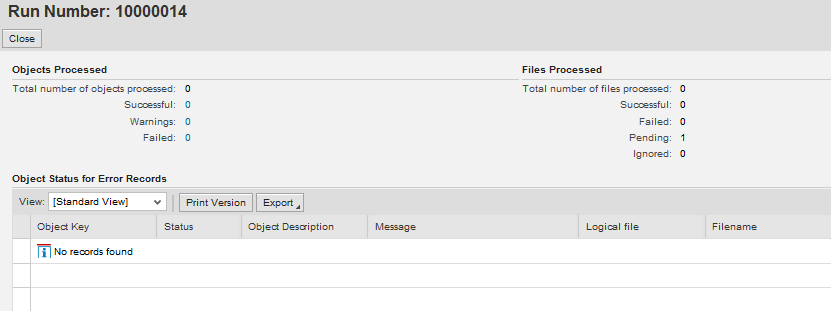 Run Number: 10000014
Close
Objects Processed
Total number of objects processed: 0
Successful: 0
Warnings: 0
Failed: 0
Files Processed
Total number of files processed: 0
Successful: 0
Failed: 0
Pending: 1
Ignored: 0
Object Status for Error Records
View: [Standard View] Print Version Export
Object Key Status Object Description Message Logical file Filename
No records found